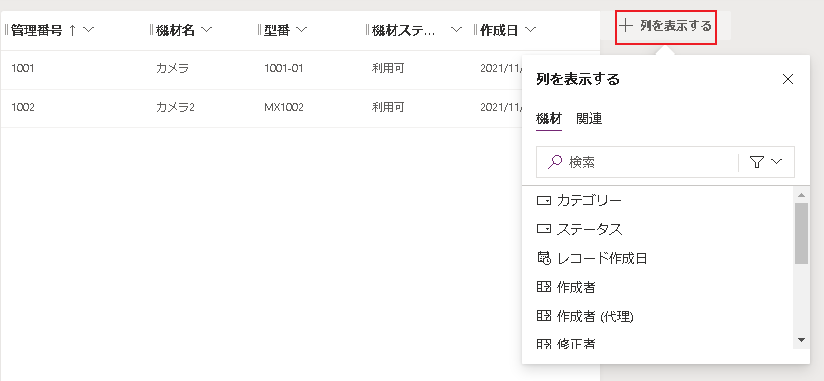 管理番号 ↑ 機材名 型番 機材ステ... 作成日 + 列を表示する
1001 カメラ 1001-01 利用可 2021/11/
1002 カメラ2 MX1002 利用可 2021/11/
列を表示する
機材 関連
検索
カテゴリー
ステータス
レコード作成日
作成者
作成者 (代理)
修正者